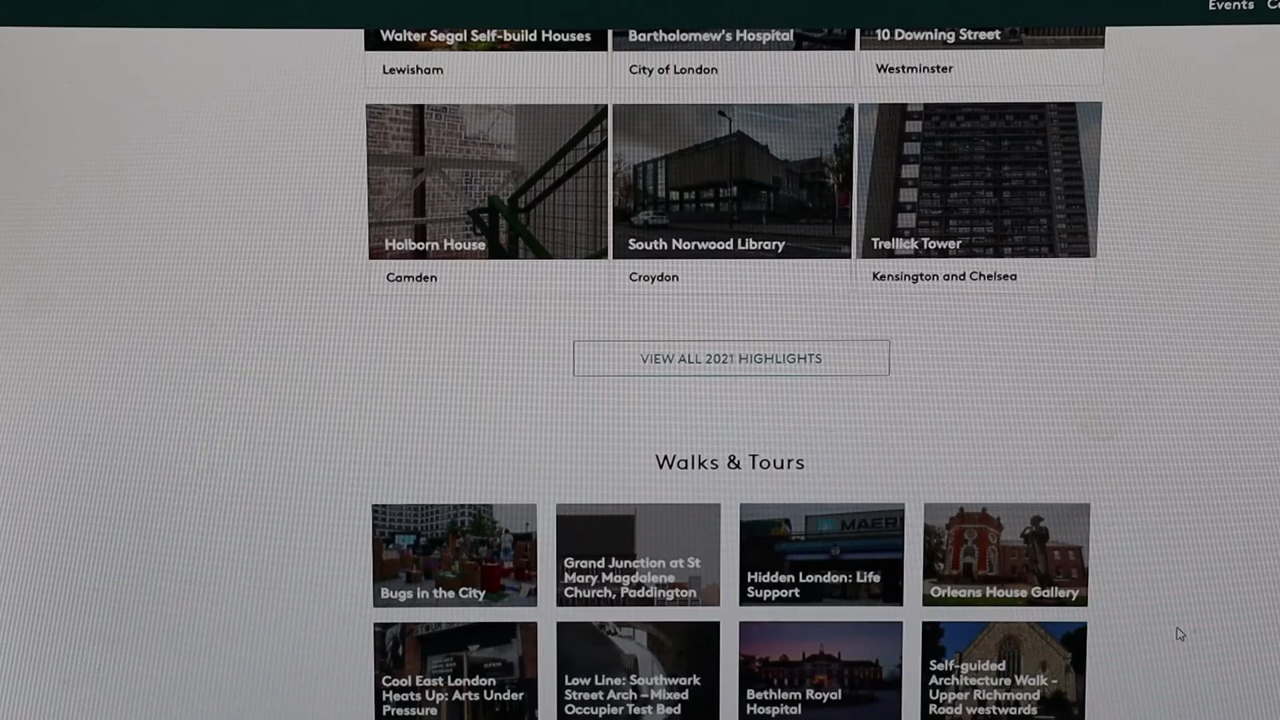 Events
Walter Segal Self-build Houses
Bartholomew's Hospital
10 Downing Street
Lewisham
City of London
Westminster
Holborn House
South Norwood Library
Trellick Tower
Camden
Croydon
Kensington and Chelsea
VIEW ALL 2021 HIGHLIGHTS
Walks & Tours
Bugs in the City
Grand Junction at St
Mary Magdalene
Church, Paddington
MAER
Hidden London: Life
Support
Orleans House Gallery
Cool East London
Heats Up: Arts Under
Pressure
Low Line: Southwark
Street Arch – Mixed
Occupier Test Bed
Bethlem Royal
Hospital
Self-guided
Architecture Walk -
Upper Richmond
Road westwards